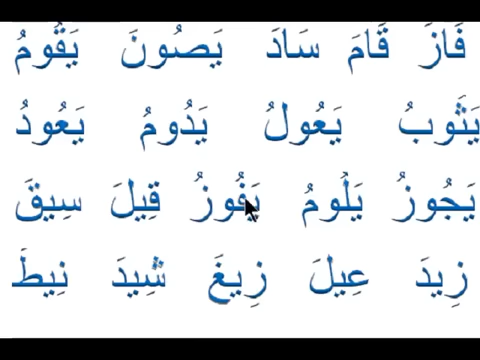 فَازَ قَامَ سَادَ يَصُونَ يَقُومُ
يَثَوبُ يَعُولُ يَدُومُ يَعُودُ
يَجُوزُ يَلُومُ يَفُوزُ قِيلَ سِيقَ
زِيدَ عِيلَ زِيغَ شِيدَ نِيطَ